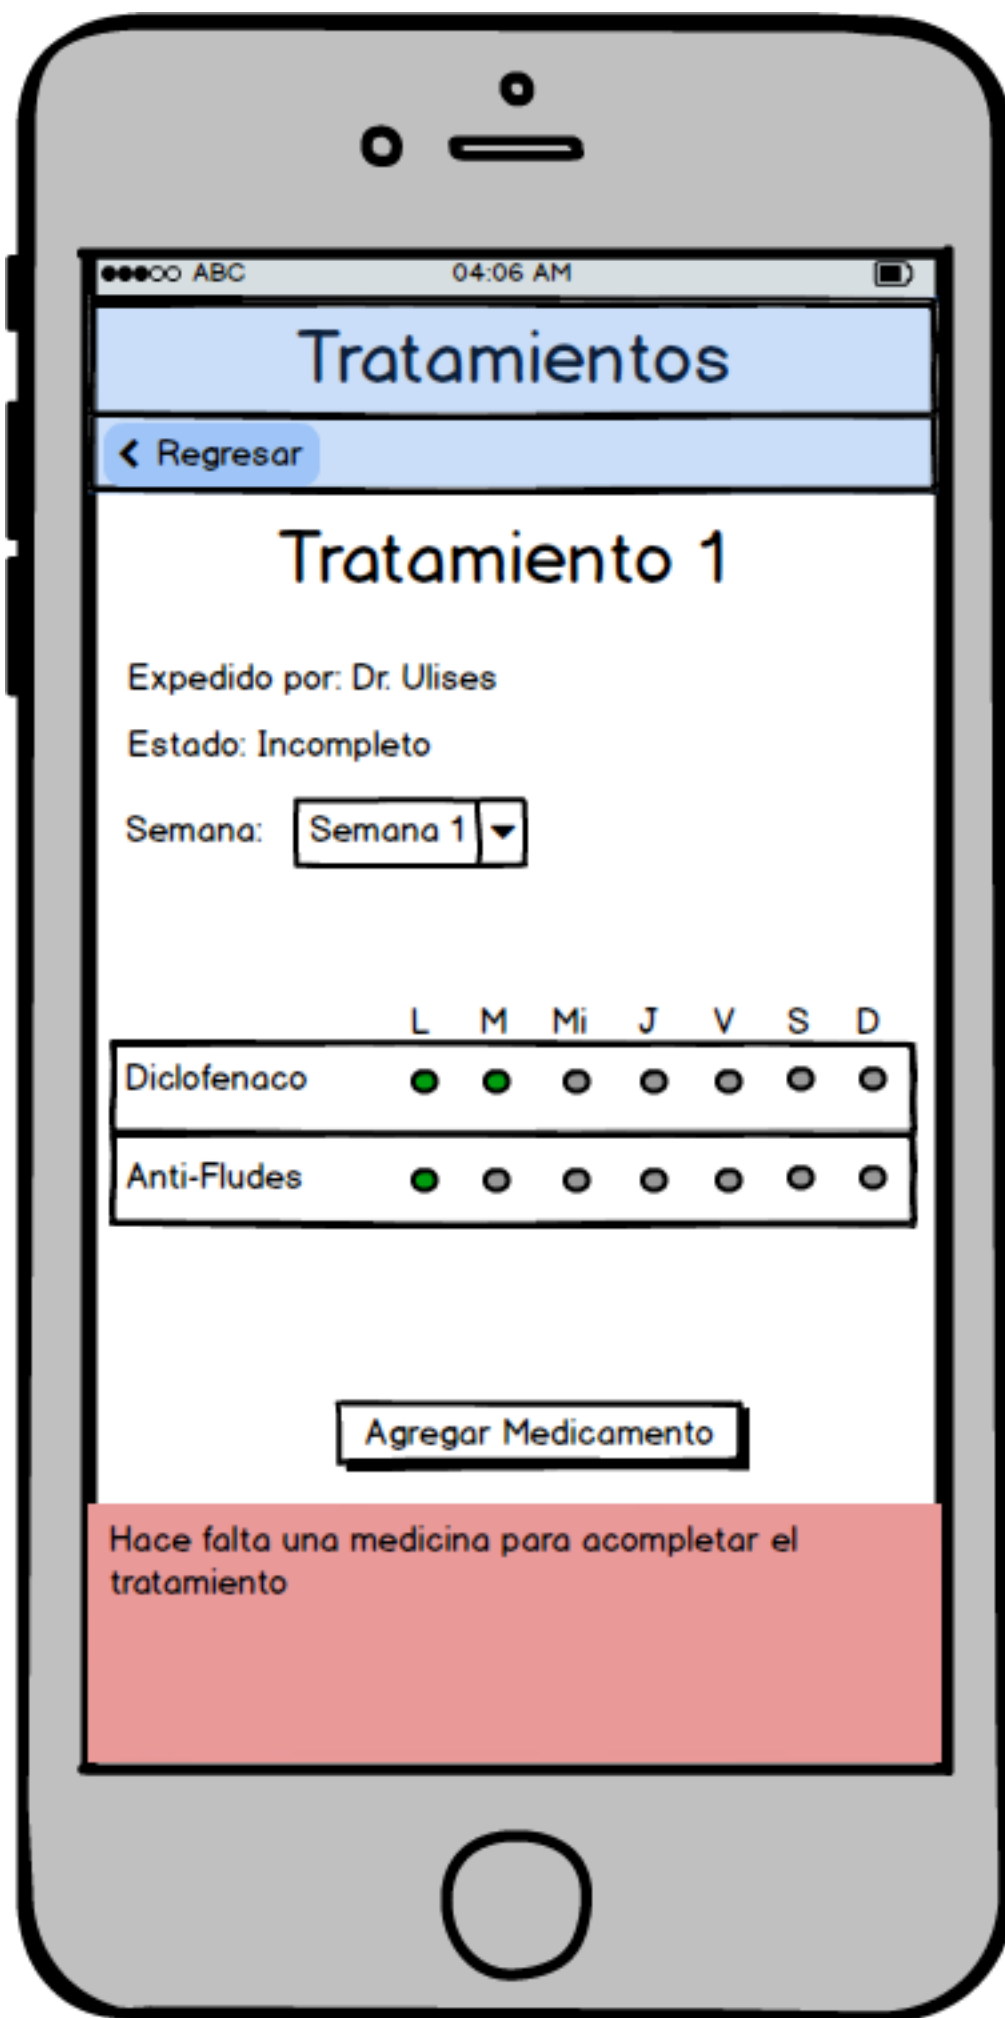 ABC 04:06 AM
Tratamientos
Regresar
Tratamiento 1
Expedido por: Dr. Ulises
Estado: Incompleto
Semana: Semana 1
L M Mi J V S D
Diclofenaco
Anti-Fludes
Agregar Medicamento
Hace falta una medicina para acompletar el
tratamiento